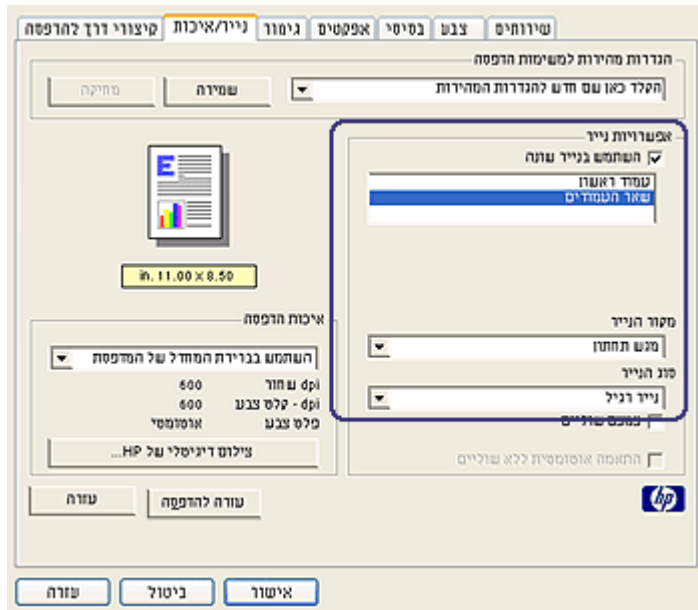 שירותים צבע בסיסי אפקטים גימור נייר/איכות קיצורי דרך להדפסה
הגדרות מהירות למשימות הדפסה
הקלד כאן שם חדש להגדרות המהירות שמירה מחיקה
אפשרויות נייר
השתמש בנייר שונה
עמוד ראשון
שאר העמודים
in. 11.00 × 8.50
מקור הנייר
מגש תחתון
סוג הנייר
נייר רגיל
צמצם שוליים
התאמה אוטומטית ללא שוליים
איכות הדפסה
השתמש בברירת המחדל של המדפסת
dpi שחור 600
dpi - קלט צבע 600
פלט צבע אוטומטי
צילום דיגיטלי של HP...
עזרה להדפסה עזרה
hp
אישור ביטול עזרה